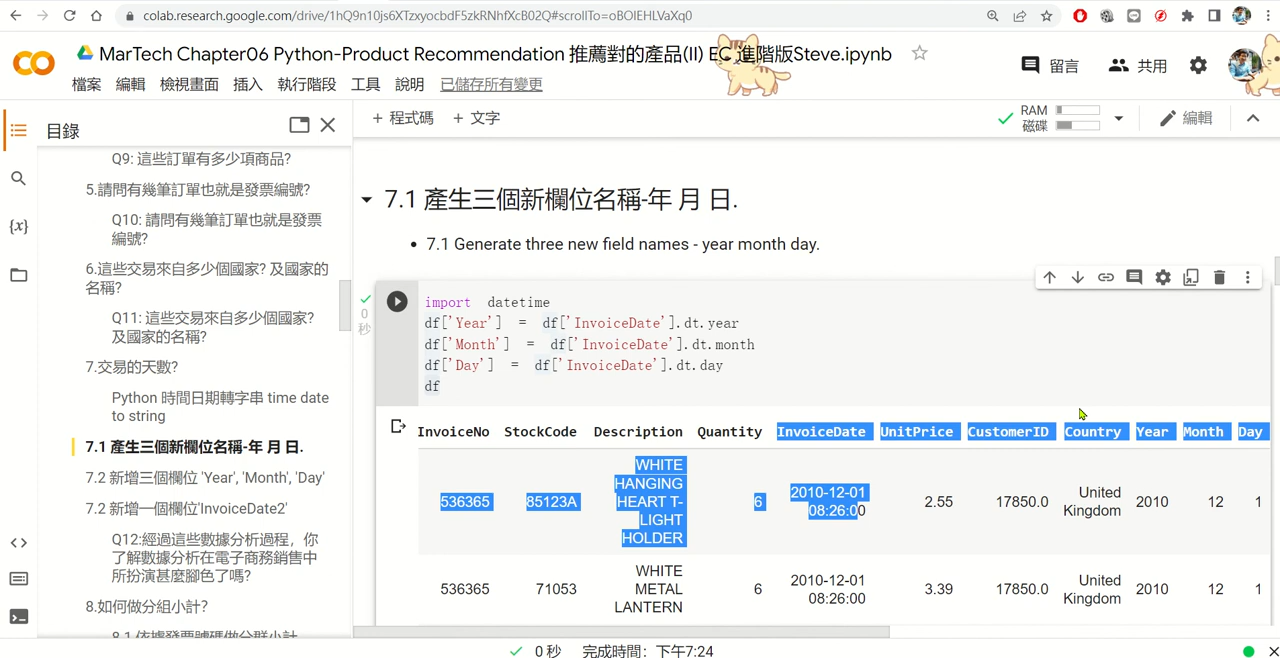 colab.research.google.com/drive/1hQ9n10js6XTzxyocbdF5zkRNhfXcB02Q#scrollTo=oBOIEHLVaXq0
MarTech Chapter06 Python-Product Recommendation 推薦對的產品(II) EC 進階版Steve.ipynb
檔案 編輯 檢視畫面 插入 執行階段 工具 說明 已儲存所有變更
留言 共用
目錄
+ 程式碼 + 文字
RAM
磁碟
編輯
Q9: 這些訂單有多少項商品?
5.請問有幾筆訂單也就是發票編號?
Q10: 請問有幾筆訂單也就是發票
編號?
6.這些交易來自多少個國家? 及國家的
名稱?
Q11: 這些交易來自多少個國家?
及國家的名稱?
7.交易的天數?
Python 時間日期轉字串 time date
to string
7.1 產生三個新欄位名稱-年 月 日.
7.2 新增三個欄位 'Year', 'Month', 'Day'
7.2 新增一個欄位'InvoiceDate2'
Q12:經過這些數據分析過程，你
了解數據分析在電子商務銷售中
所扮演甚麼腳色了嗎?
8.如何做分組小計?
8.1 依據發票號碼做分群小計
7.1 產生三個新欄位名稱-年 月 日.
• 7.1 Generate three new field names - year month day.
0
秒
import datetime
df['Year'] = df['InvoiceDate'].dt.year
df['Month'] = df['InvoiceDate'].dt.month
df['Day'] = df['InvoiceDate'].dt.day
df
InvoiceNo StockCode Description Quantity InvoiceDate UnitPrice CustomerID Country Year Month Day
536365 85123A WHITE HANGING HEART T-LIGHT HOLDER 6 2010-12-01 08:26:00 2.55 17850.0 United Kingdom 2010 12 1
536365 71053 WHITE METAL LANTERN 6 2010-12-01 08:26:00 3.39 17850.0 United Kingdom 2010 12 1
0 秒 完成時間: 下午7:24